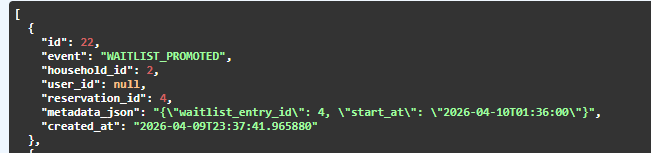 [
{
"id": 22,
"event": "WAITLIST_PROMOTED",
"household_id": 2,
"user_id": null,
"reservation_id": 4,
"metadata_json": "{\"waitlist_entry_id\": 4, \"start_at\": \"2026-04-10T01:36:00\"}",
"created_at": "2026-04-09T23:37:41.965880"
},